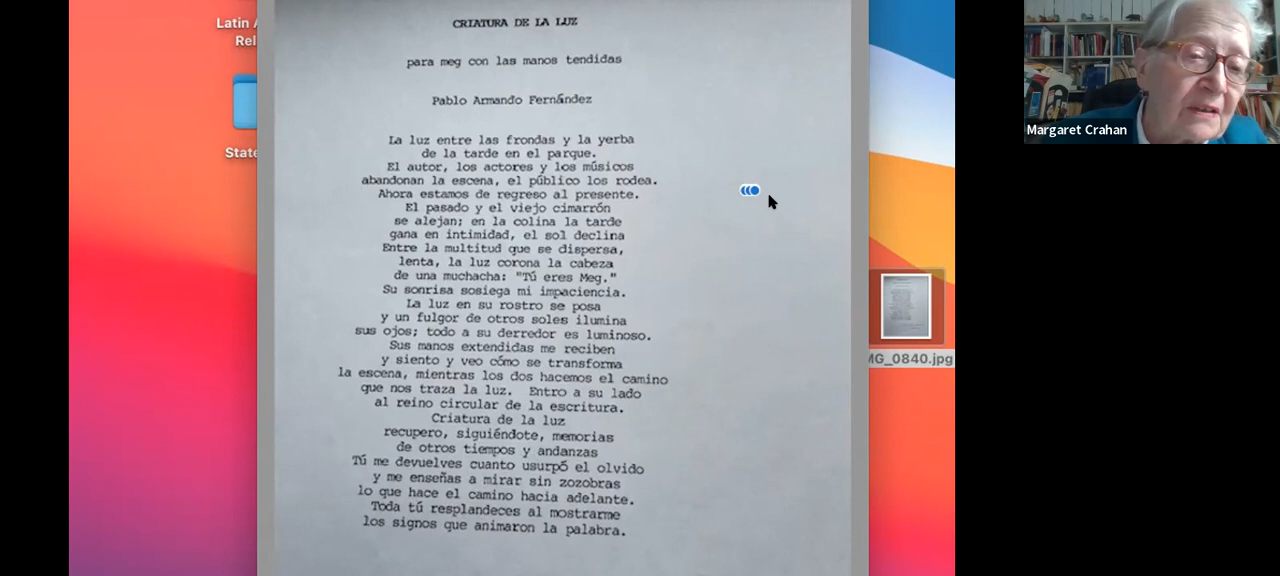 Latin
Rel
State
CRIATURA DE LA LUZ
para meg con las manos tendidas
Pablo Armando Fernández
La luz entre las frondas y la yerba
de la tarde en el parque.
El autor, los actores y los músicos
abandonan la escena, el público los rodea.
Ahora estamos de regreso al presente.
El pasado y el viejo cimarrón
se alejan; en la colina la tarde
gana en intimidad, el sol declina
Entre la multitud que se dispersa,
lenta, la luz corona la cabeza
de una muchacha: "Tú eres Meg."
Su sonrisa sosiega mi impaciencia.
La luz en su rostro se posa
y un fulgor de otros soles ilumina
sus ojos; todo a su derredor es luminoso.
Sus manos extendidas me reciben
y siento y veo cómo se transforma
la escena, mientras los dos hacemos el camino
que nos traza la luz. Entro a su lado
al reino circular de la escritura.
Criatura de la luz
recupero, siguiéndote, memorias
de otros tiempos y andanzas
Tú me devuelves cuanto usurpó el olvido
y me enseñas a mirar sin zozobras
lo que hace el camino hacia adelante.
Toda tú resplandeces al mostrarme
los signos que animaron la palabra.
MG_0840.jpg
Margaret Crahan